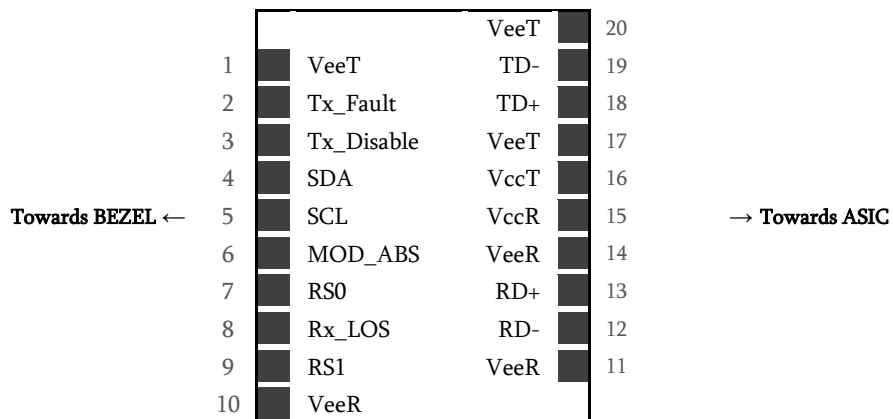 VeeT 20
1 VeeT TD- 19
2 Tx_Fault TD+ 18
3 Tx_Disable VeeT 17
4 SDA VccT 16
Towards BEZEL ← 5 SCL VccR 15 → Towards ASIC
6 MOD_ABS VeeR 14
7 RS0 RD+ 13
8 Rx_LOS RD- 12
9 RS1 VeeR 11
10 VeeR